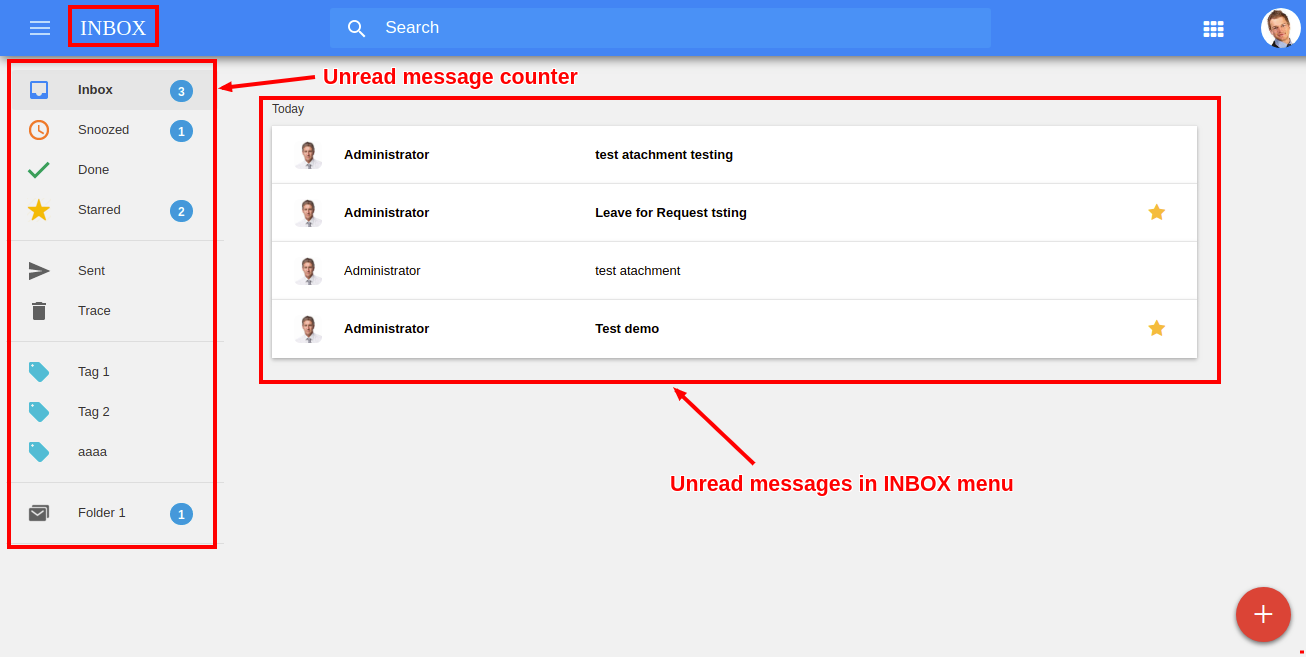 INBOX
Search
Unread message counter
Inbox 3
Snoozed 1
Done
Starred 2
Sent
Trace
Tag 1
Tag 2
aaaa
Folder 1 1
Today
Administrator test atachment testing
Administrator Leave for Request tsting
Administrator test atachment
Administrator Test demo
Unread messages in INBOX menu